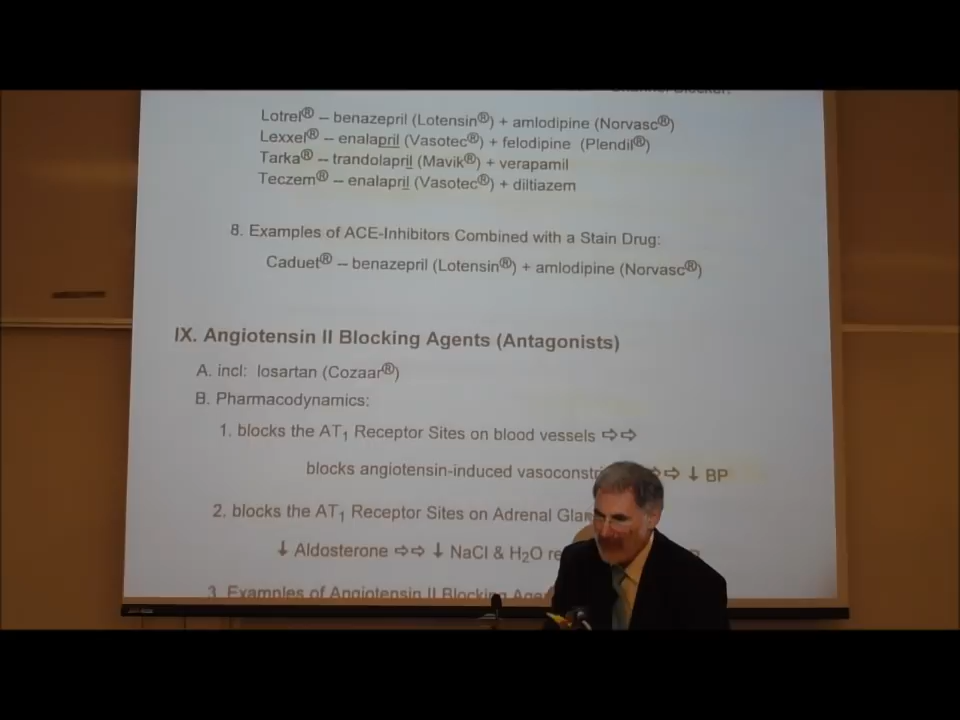 Lotrel® – benazepril (Lotensin®) + amlodipine (Norvasc®)
Lexxel® – enalapril (Vasotec®) + felodipine (Plendil®)
Tarka® – trandolapril (Mavik®) + verapamil
Teczem® – enalapril (Vasotec®) + diltiazem
8. Examples of ACE-Inhibitors Combined with a Stain Drug:
Caduet® – benazepril (Lotensin®) + amlodipine (Norvasc®)
IX. Angiotensin II Blocking Agents (Antagonists)
A. incl: losartan (Cozaar®)
B. Pharmacodynamics:
1. blocks the AT₁ Receptor Sites on blood vessels ⇨⇨
blocks angiotensin-induced vasoconstri ⇨⇨ ↓ BP
2. blocks the AT₁ Receptor Sites on Adrenal Gla
↓ Aldosterone ⇨⇨ ↓ NaCl & H₂O re
3. Examples of Angiotensin II Blocking Age